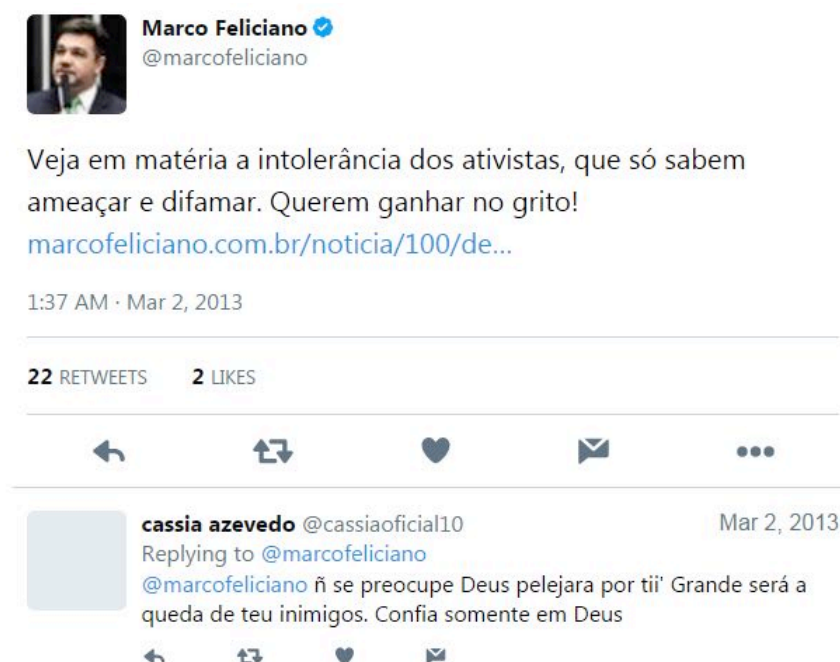 Marco Feliciano
@marcofeliciano
Veja em matéria a intolerância dos ativistas, que só sabem
ameaçar e difamar. Querem ganhar no grito!
marcofeliciano.com.br/noticia/100/de...
1:37 AM · Mar 2, 2013
22 RETWEETS 2 LIKES
cassia azevedo @cassiaoficial10 Mar 2, 2013
Replying to @marcofeliciano
@marcofeliciano ñ se preocupe Deus pelejara por tii' Grande será a
queda de teu inimigos. Confia somente em Deus